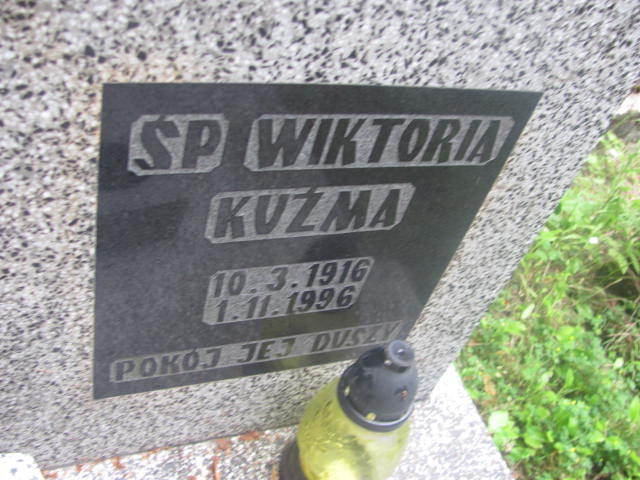 ŚP WIKTORIA
KUŹMA
10.3.1916
1.11.1996
POKÓJ JEJ DUSZY